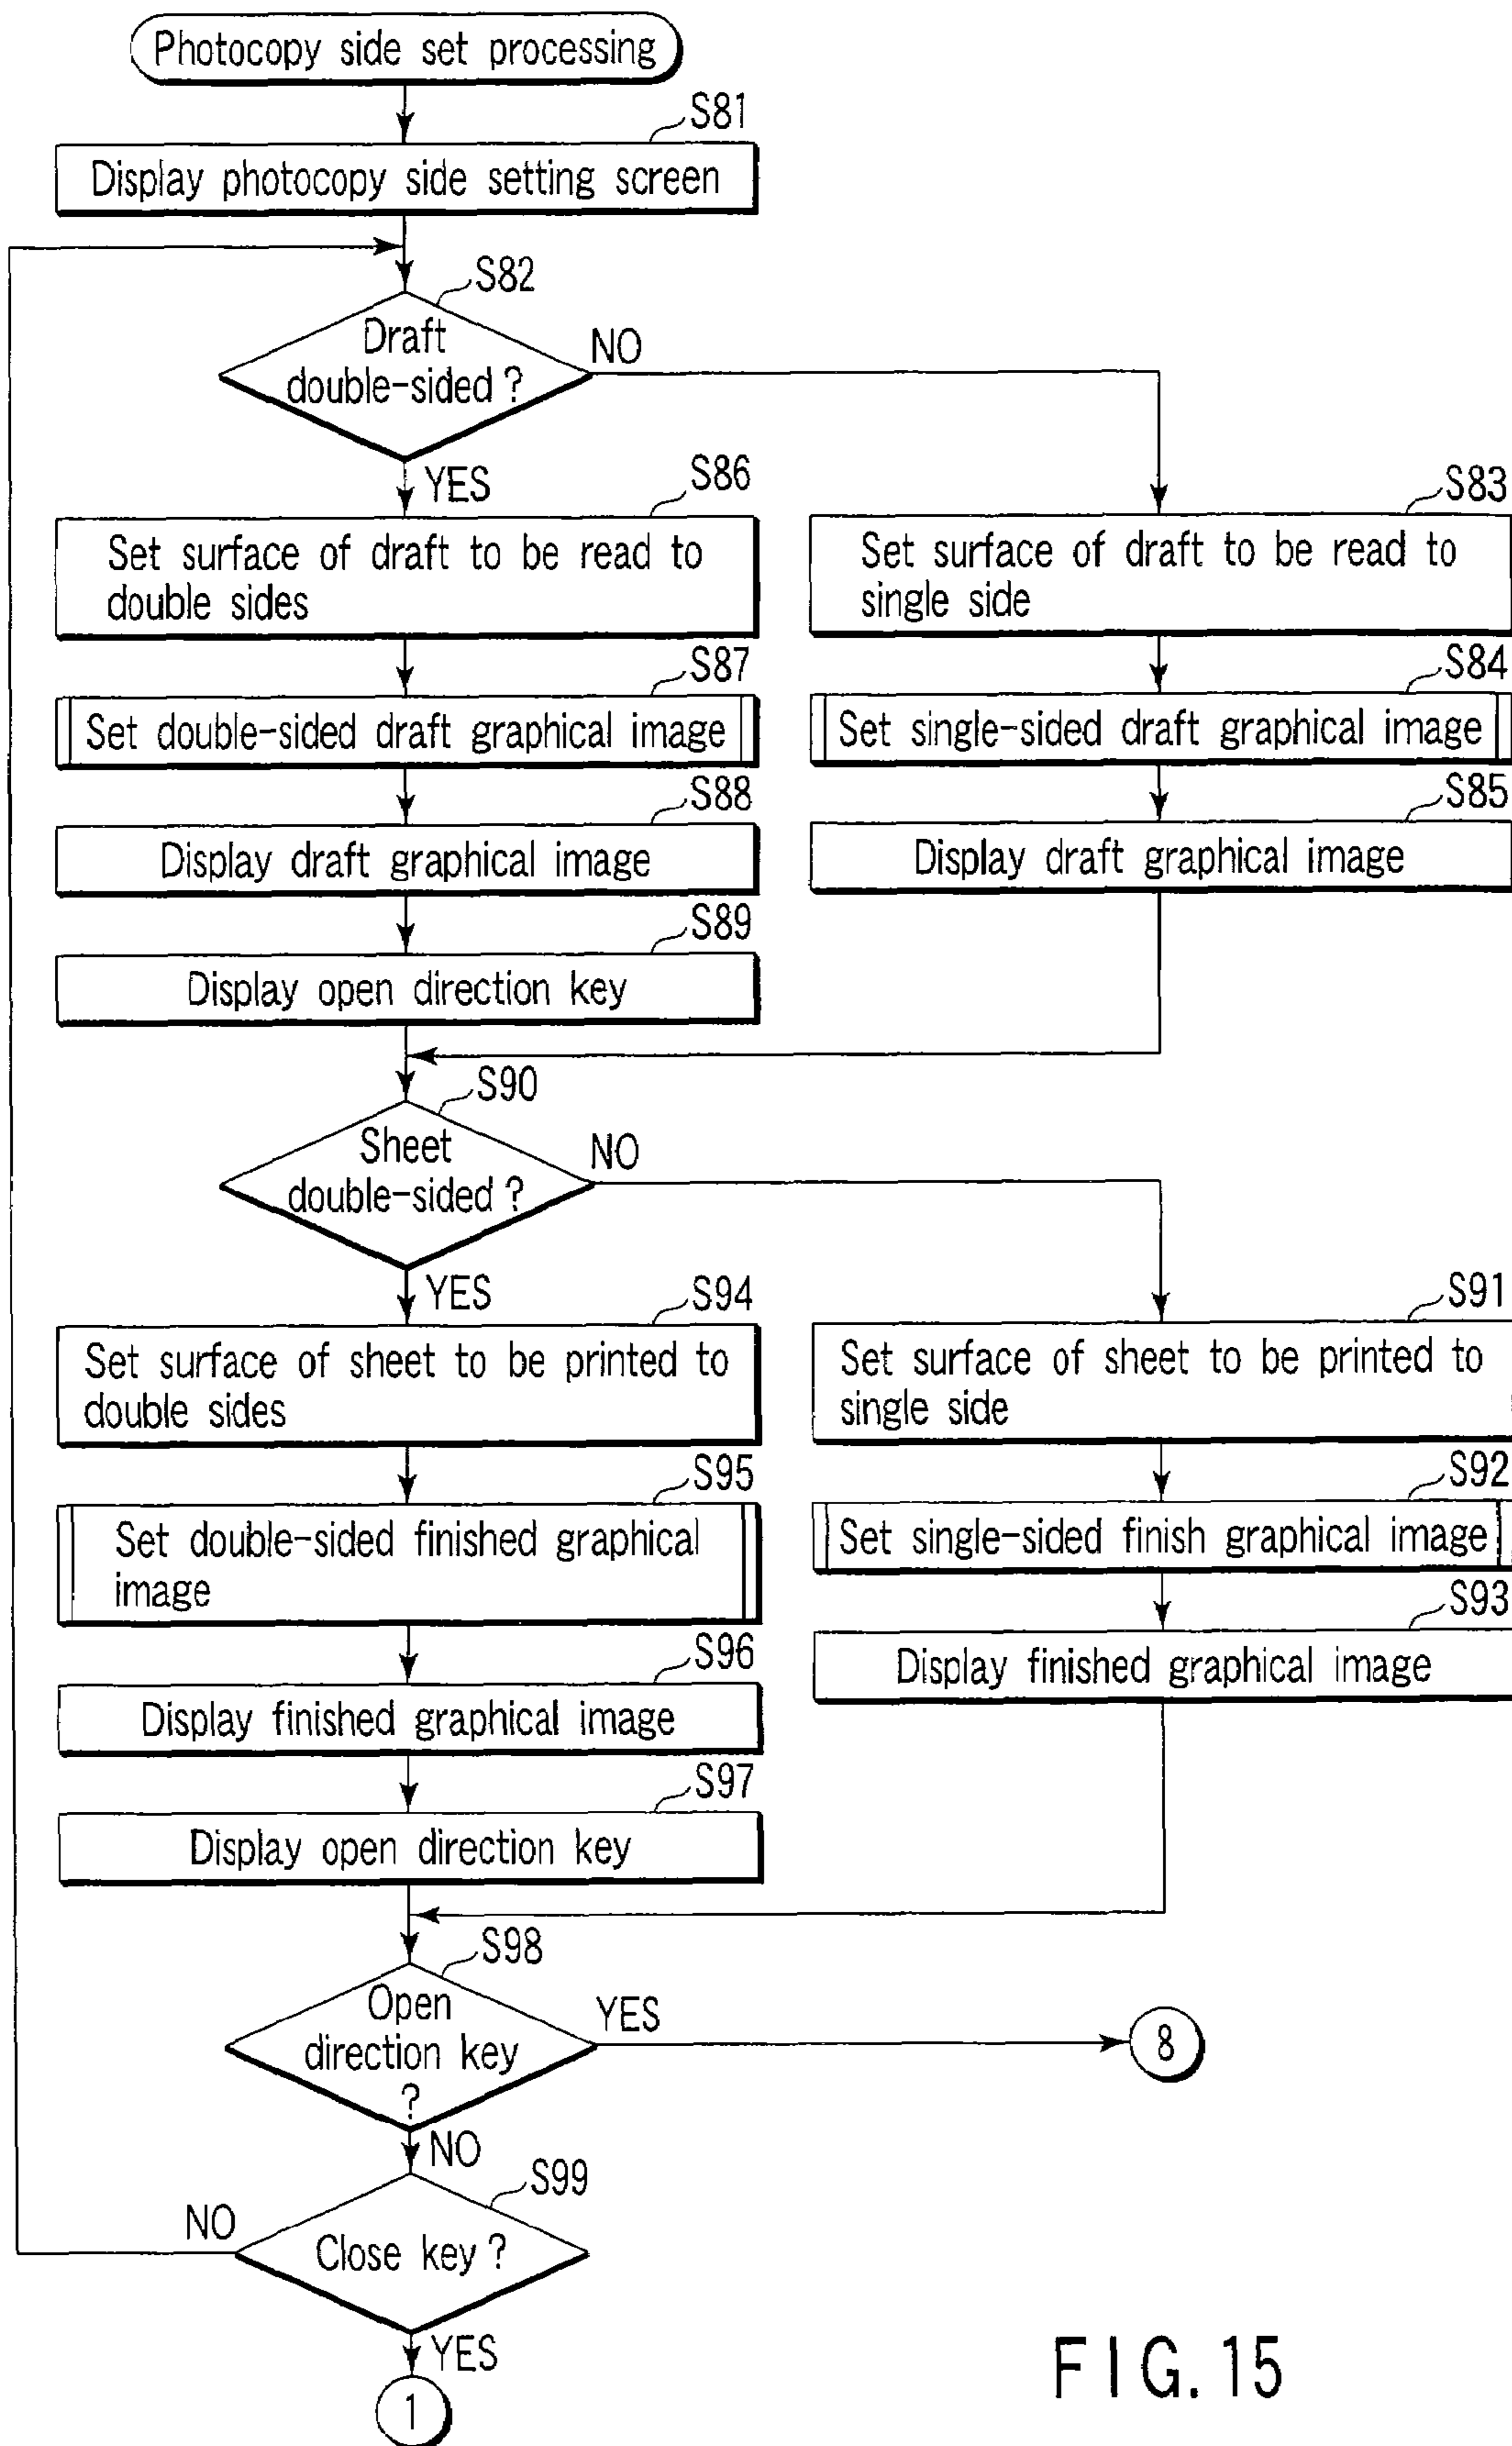 Photocopy side set processing
S81
Display photocopy side setting screen
S82
Draft
double-sided ?
NO
YES
S86
Set surface of draft to be read to
double sides
S83
Set surface of draft to be read to
single side
S87
Set double-sided draft graphical image
S84
Set single-sided draft graphical image
S88
Display draft graphical image
S85
Display draft graphical image
S89
Display open direction key
S90
Sheet
double-sided ?
NO
YES
S94
Set surface of sheet to be printed to
double sides
S91
Set surface of sheet to be printed to
single side
S95
Set double-sided finished graphical
image
S92
Set single-sided finish graphical image
S96
Display finished graphical image
S93
Display finished graphical image
S97
Display open direction key
S98
Open
direction key
?
YES
8
NO
S99
Close key ?
NO
YES
1
FIG. 15